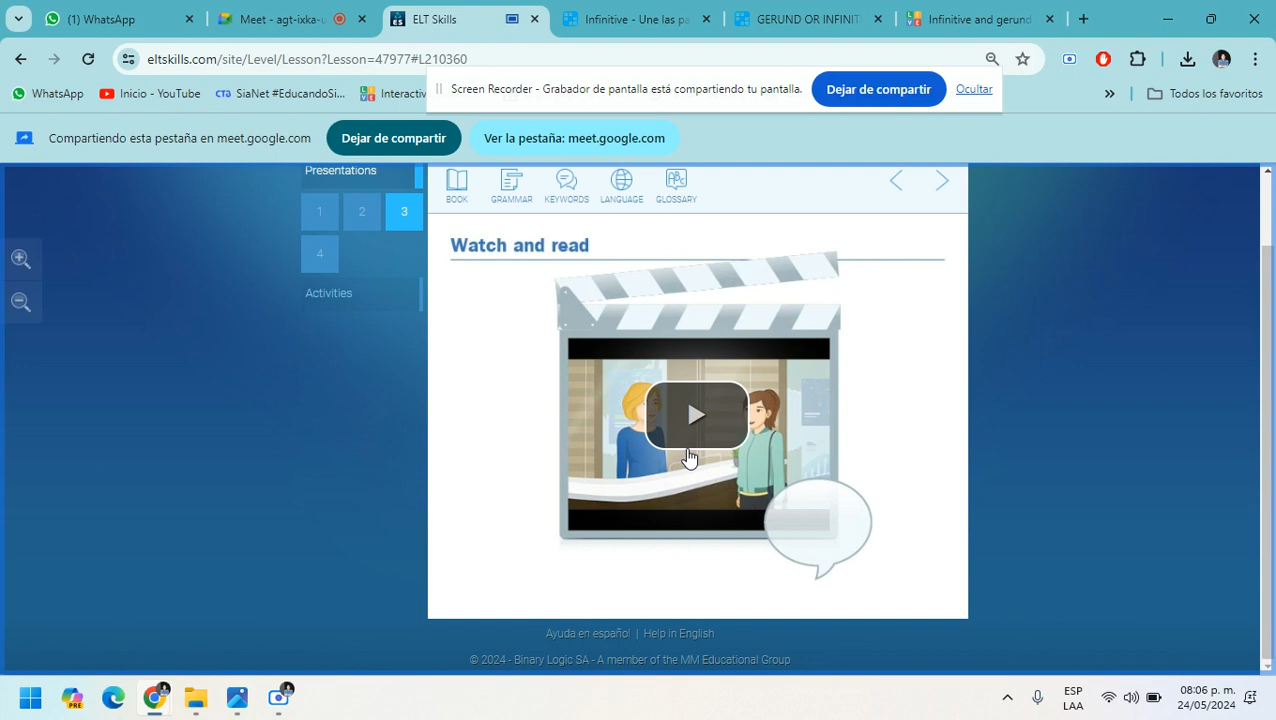 (1) WhatsApp
Meet - agt-ixka-u
ELT Skills
Infinitive - Une las pa
GERUND OR INFINIT
Infinitive and gerund
eltskills.com/site/Level/Lesson?Lesson=47977#L210360
Screen Recorder - Grabador de pantalla está compartiendo tu pantalla.
Dejar de compartir
Ocultar
WhatsApp
Inicio - YouTube
SiaNet #EducandoSi...
Interactiv
»
Todos los favoritos
Compartiendo esta pestaña en meet.google.com
Dejar de compartir
Ver la pestaña: meet.google.com
Presentations
1 2 3
4
Activities
BOOK
GRAMMAR
KEYWORDS
LANGUAGE
GLOSSARY
Watch and read
Ayuda en español | Help in English
© 2024 - Binary Logic SA - A member of the MM Educational Group
PRE
ESP
LAA
08:06 p. m.
24/05/2024